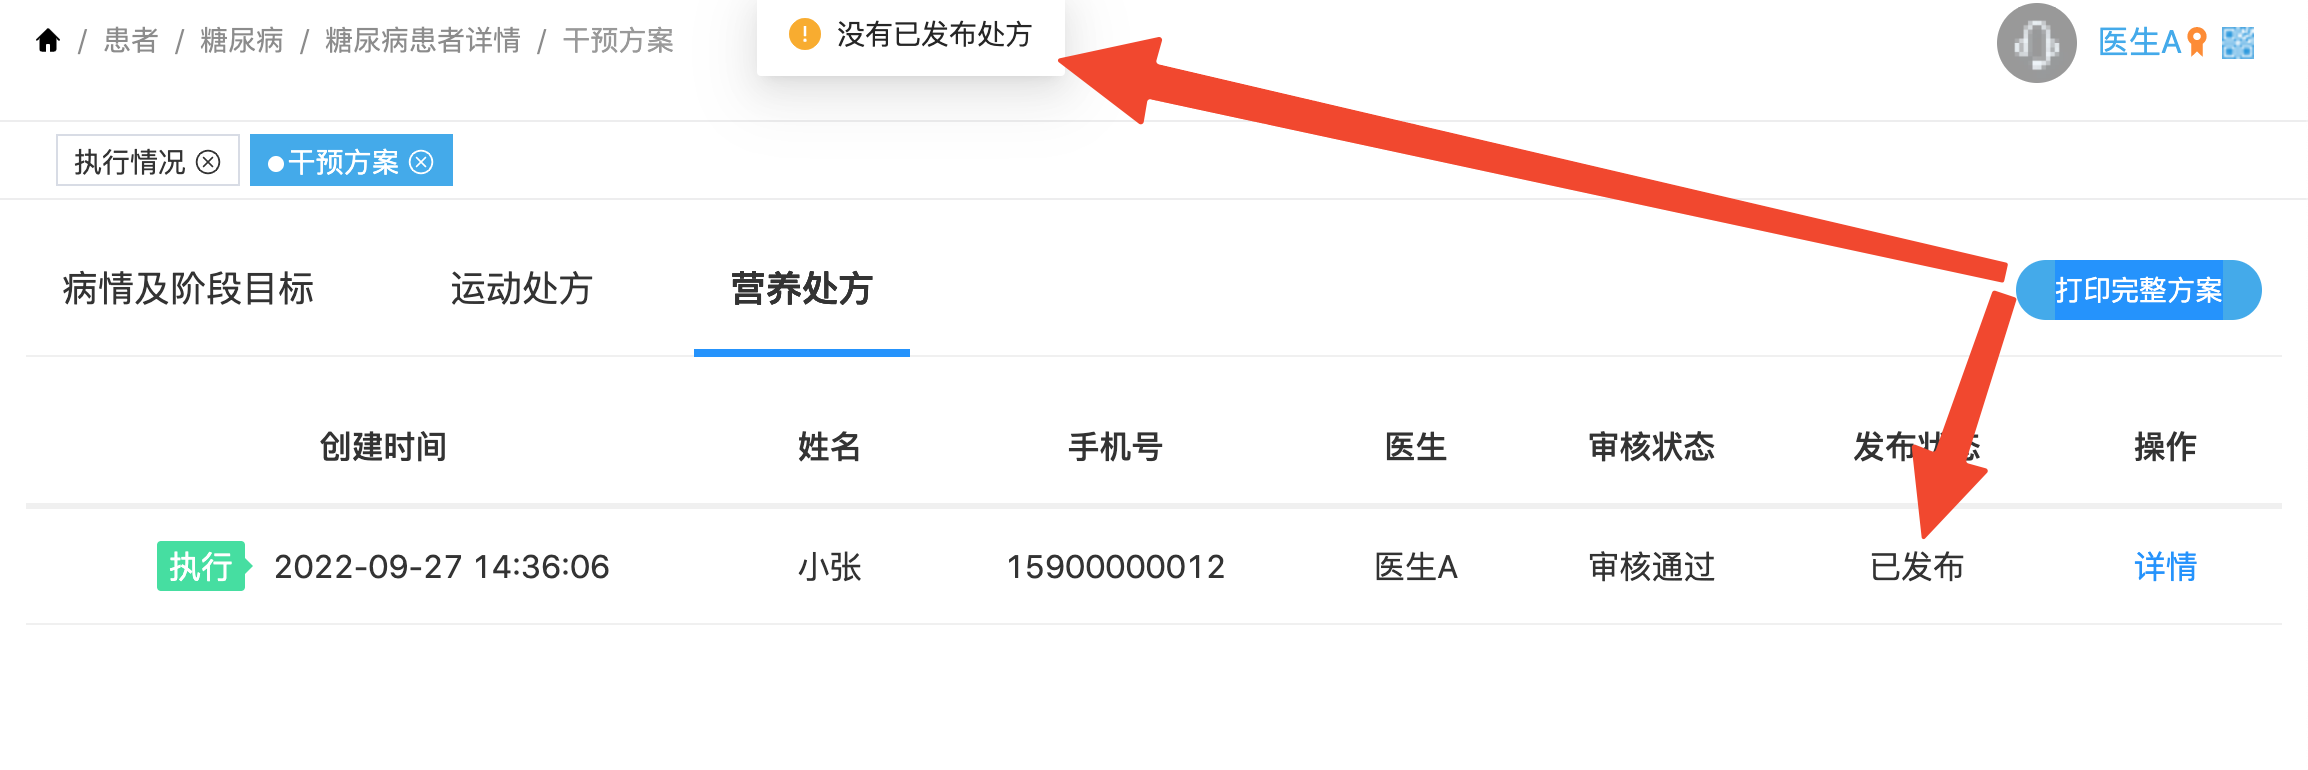 / 患者 / 糖尿病 / 糖尿病患者详情 / 干预方案
没有已发布处方
医生A
执行情况
干预方案
病情及阶段目标 运动处方 营养处方
打印完整方案
创建时间 姓名 手机号 医生 审核状态 发布状态 操作
执行 2022-09-27 14:36:06 小张 15900000012 医生A 审核通过 已发布 详情